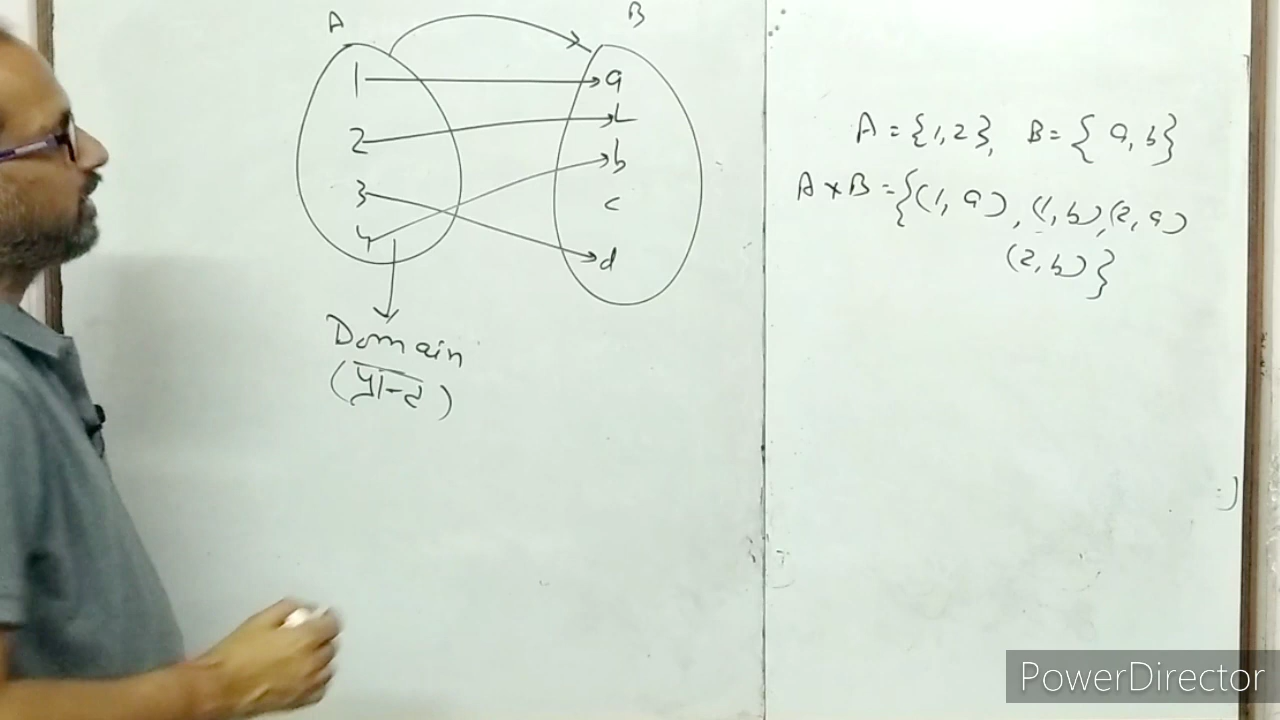 A B
1 a
2 L
b
3 c
4 d
Domain
A = {1,2}, B = { a, b}
A × B = {(1, a), (1, b), (2, a)
(2, b)}
PowerDirector